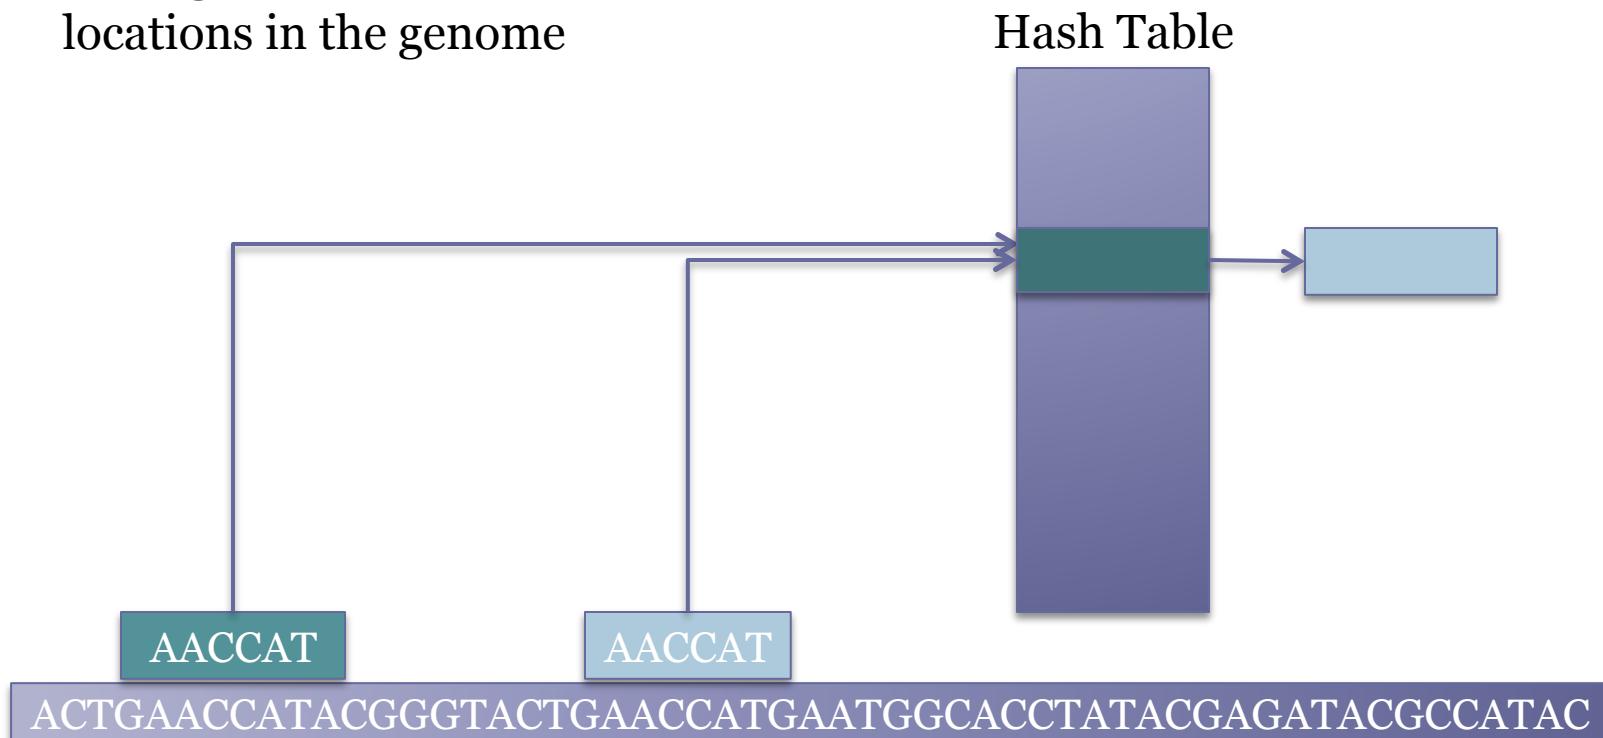 locations in the genome
Hash Table
AACCAT
AACCAT
ACTGAACCATACGGGTACTGAACCATGAATGGCACCTATACGAGATACGCCATAC